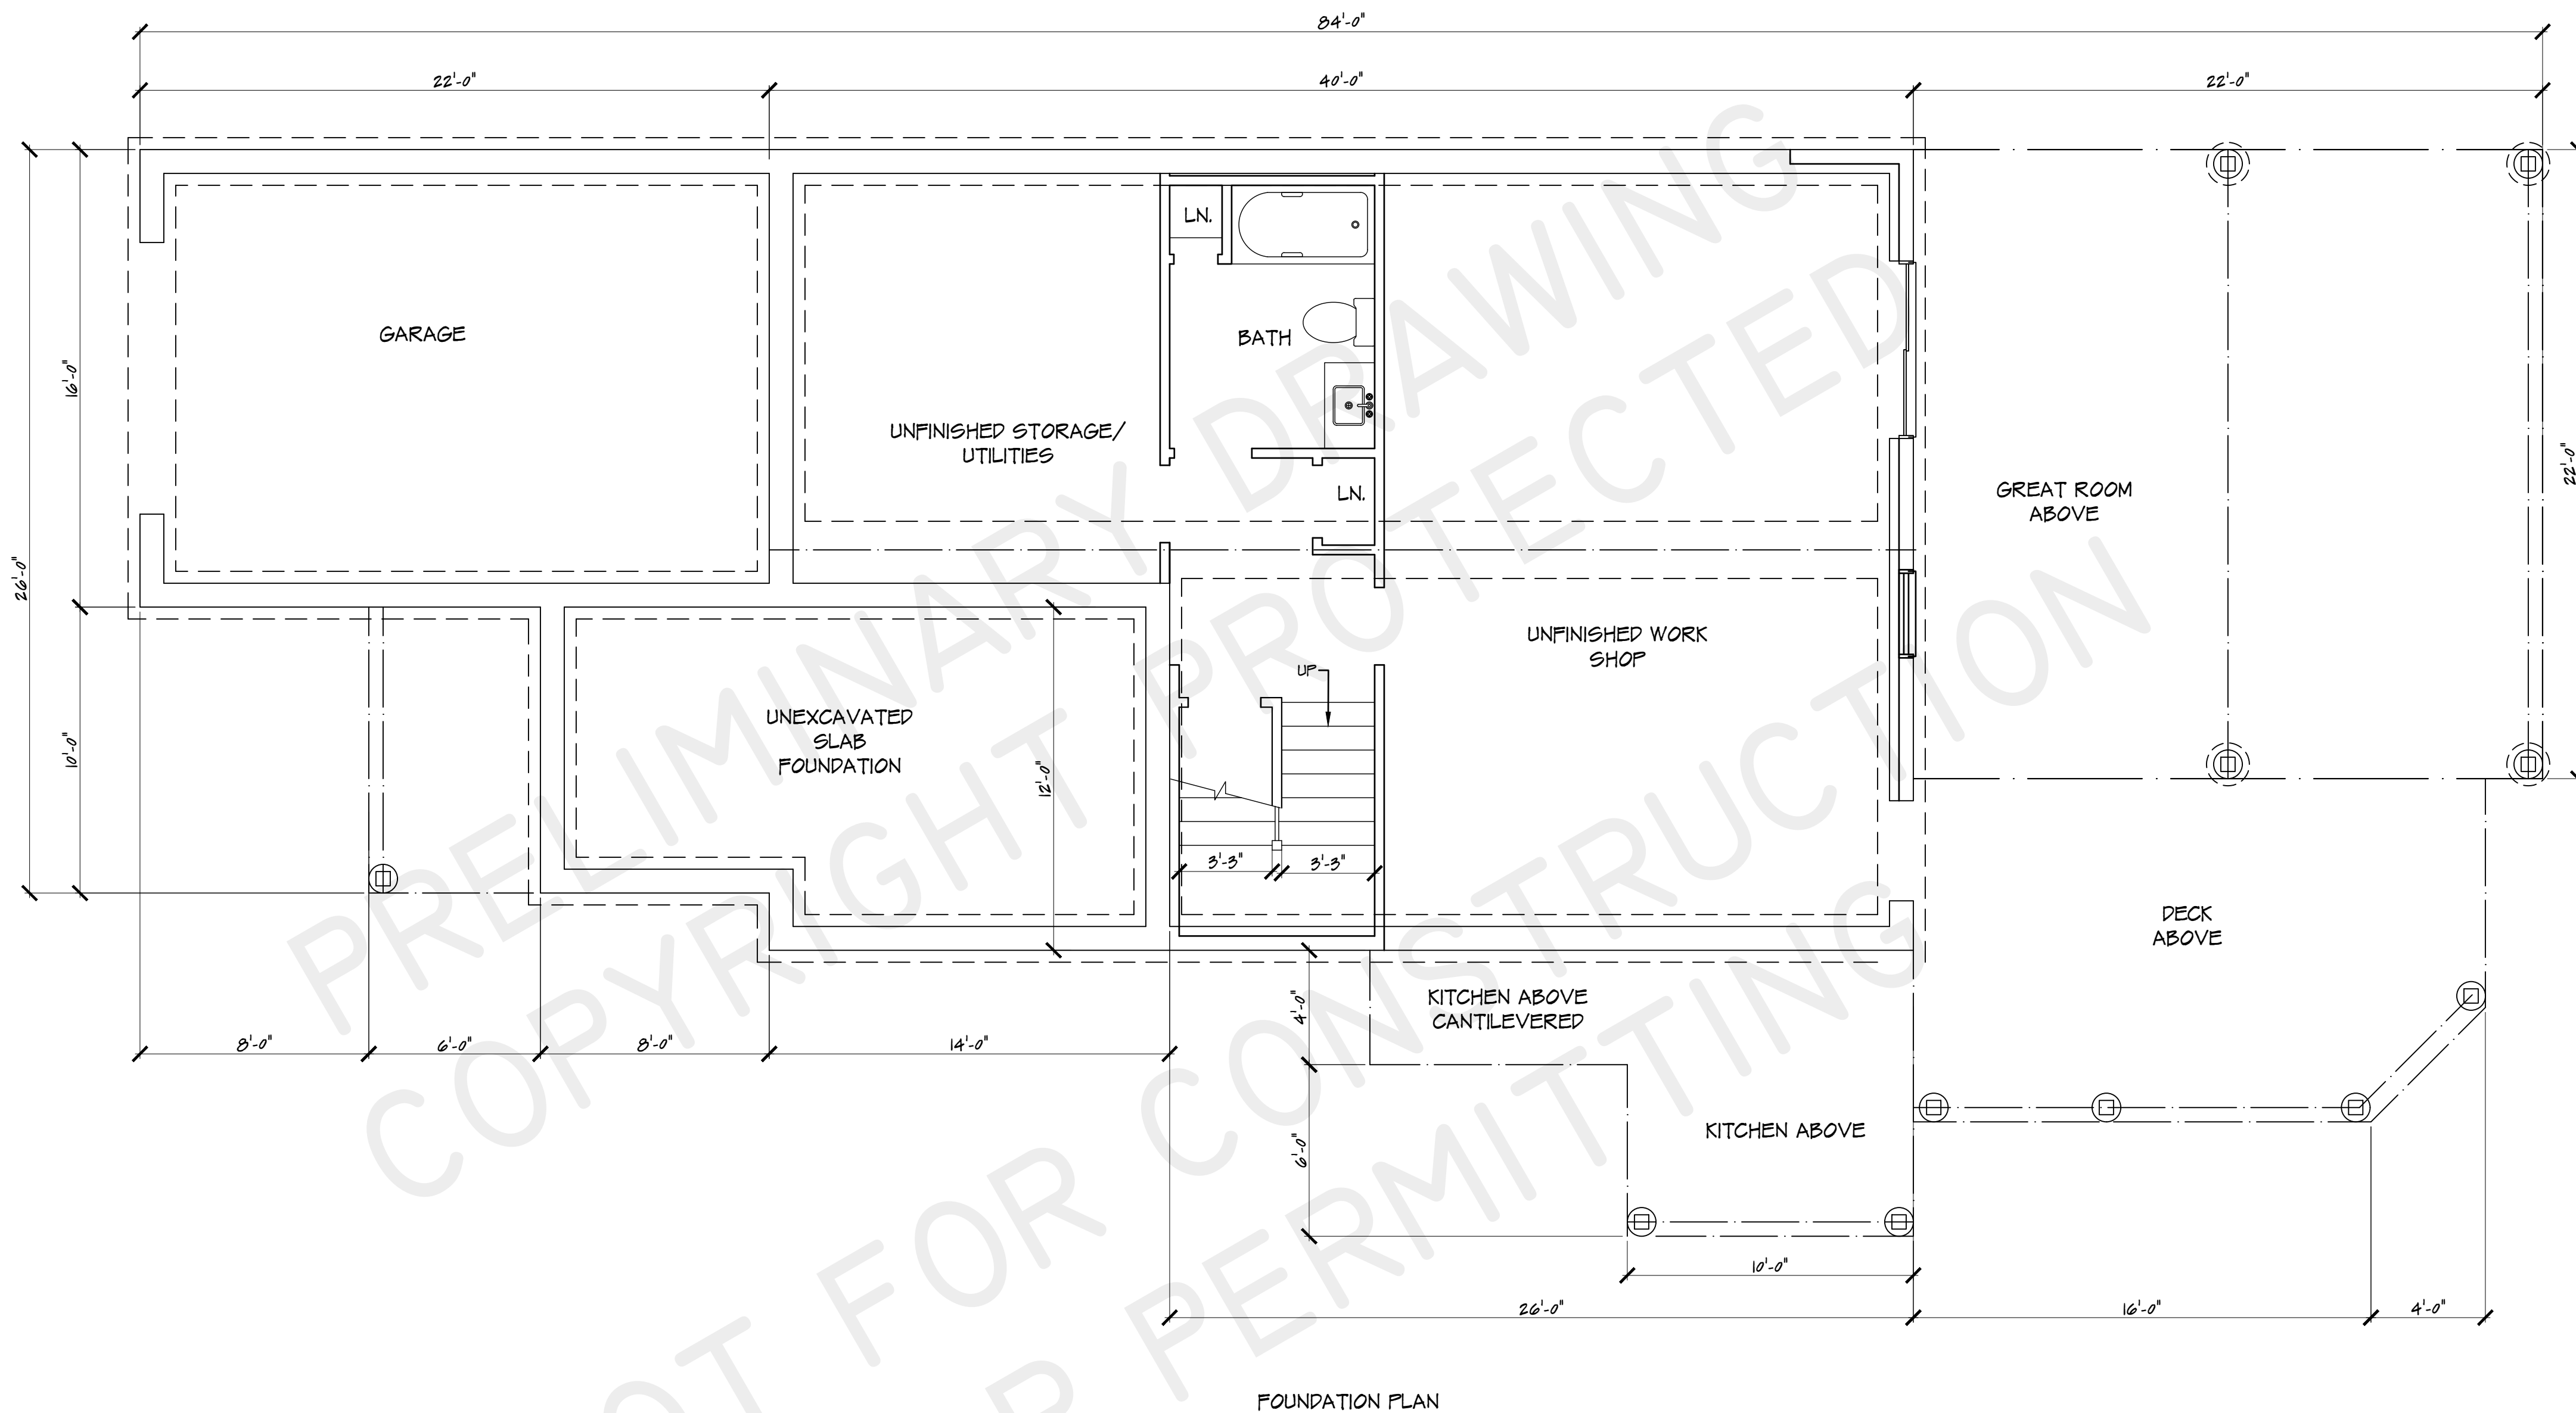 84'-0"
22'-0"
40'-0"
22'-0"
LN.
GARAGE
BATH
16'-0"
UNFINISHED STORAGE/
UTILITIES
22'-0"
LN.
GREAT ROOM
ABOVE
26'-0"
UNFINISHED WORK
SHOP
UP
UNEXCAVATED
SLAB
FOUNDATION
10'-0"
12'-0"
3'-3"
3'-3"
DECK
ABOVE
KITCHEN ABOVE
CANTILEVERED
4'-0"
8'-0"
6'-0"
8'-0"
14'-0"
KITCHEN ABOVE
6'-0"
10'-0"
26'-0"
16'-0"
4'-0"
FOUNDATION PLAN
PRELIMINARY DRAWING
COPYRIGHT PROTECTED
OT FOR CONSTRUCTION
R PERMITTING